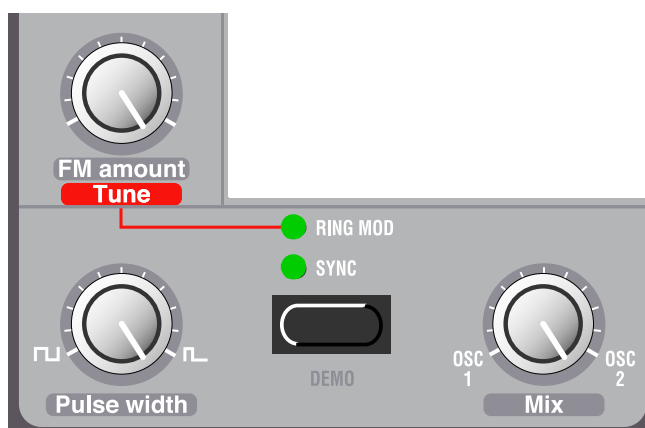 FM amount
Tune
RING MOD
SYNC
OSC
1
OSC
2
DEMO
Pulse width
Mix